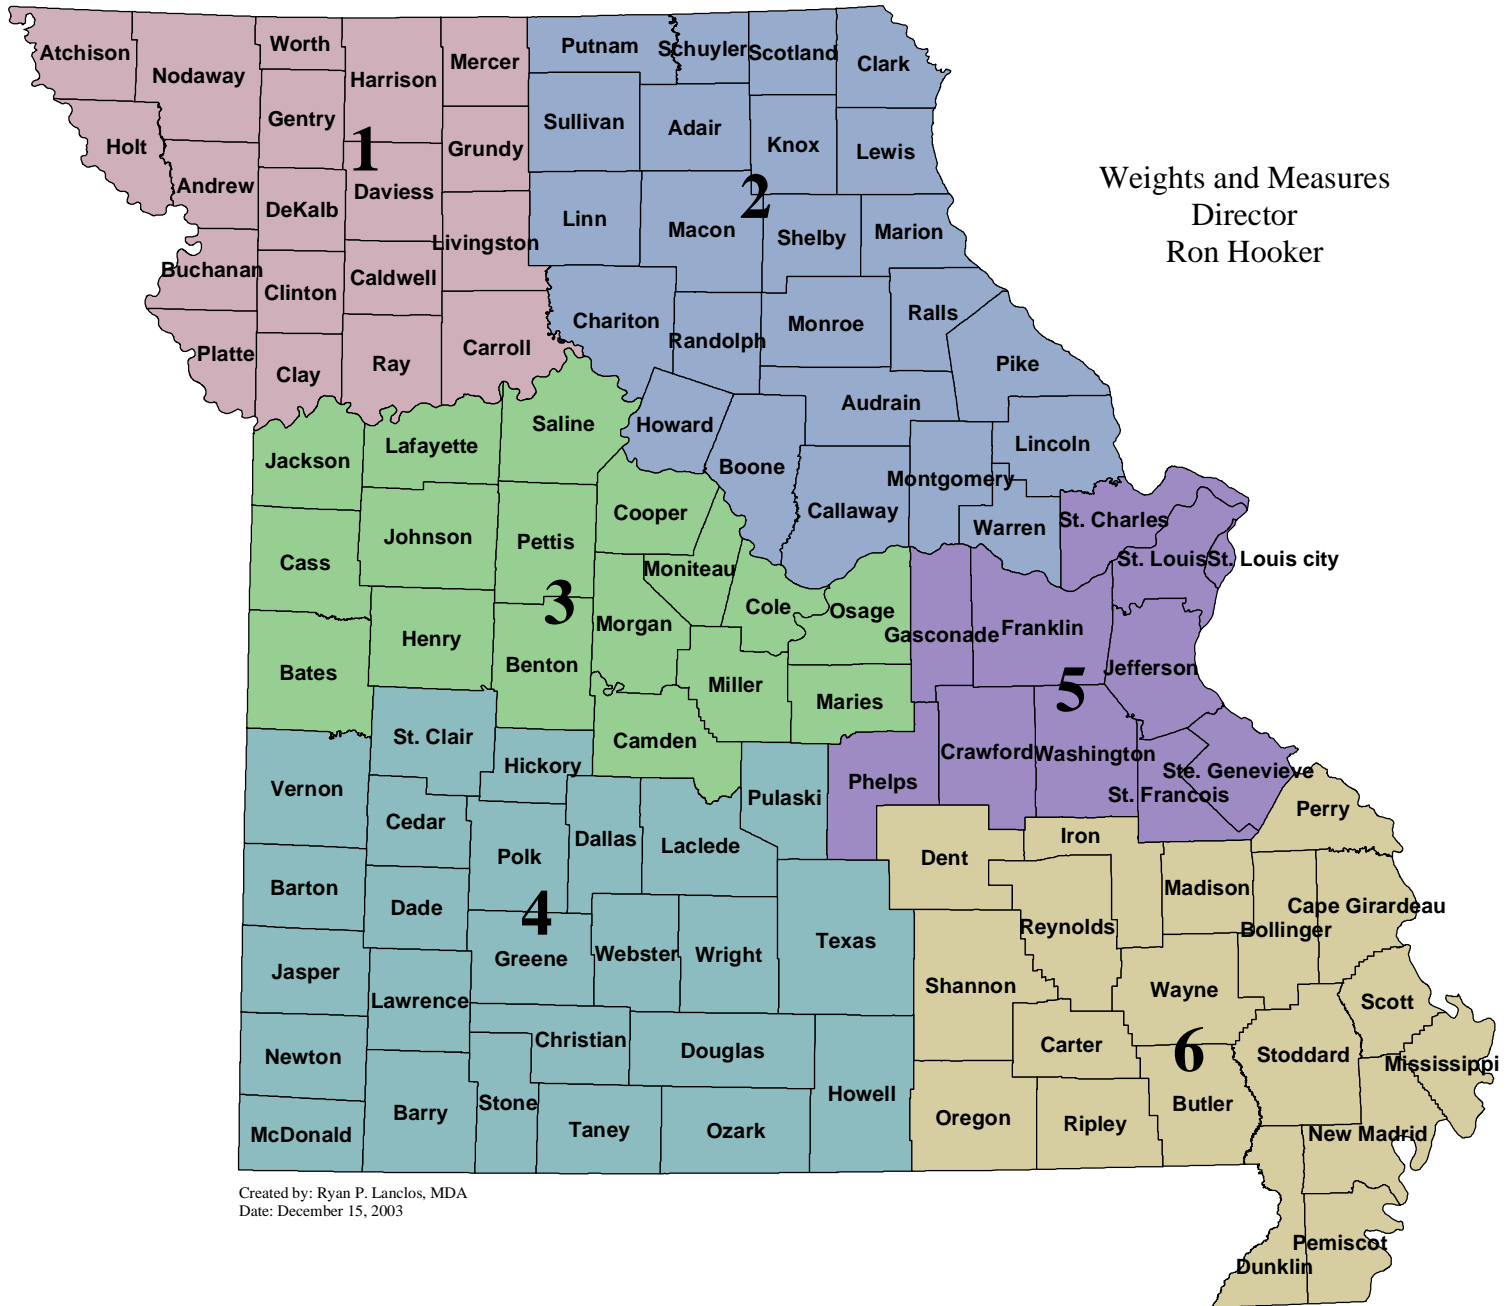 Atchison
Nodaway
Worth
Harrison
Mercer
Putnam
Schuyler
Scotland
Clark
Holt
Gentry
1
Grundy
Sullivan
Adair
Knox
Lewis
Andrew
DeKalb
Daviess
Livingston
Linn
2
Macon
Shelby
Marion
Weights and Measures
Director
Ron Hooker
Buchanan
Clinton
Caldwell
Platte
Clay
Ray
Carroll
Chariton
Randolph
Monroe
Ralls
Pike
Howard
Boone
Audrain
Callaway
Montgomery
Lincoln
Warren
Jackson
Lafayette
Saline
Cass
Johnson
Pettis
Cooper
Moniteau
3
Morgan
Cole
Osage
Bates
Henry
Benton
Miller
Maries
Camden
St. Charles
St. Louis
St. Louis city
Gasconade
Franklin
Jefferson
5
Phelps
Crawford
Washington
Ste. Genevieve
St. Francois
St. Clair
Hickory
Vernon
Cedar
Polk
Dallas
Laclede
Pulaski
Barton
Dade
4
Greene
Webster
Wright
Texas
Jasper
Lawrence
Christian
Douglas
Newton
Barry
Stone
Taney
Ozark
Howell
McDonald
Perry
Dent
Iron
Madison
Cape Girardeau
Bollinger
Reynolds
Shannon
Wayne
Scott
Carter
6
Stoddard
Mississippi
Oregon
Ripley
Butler
New Madrid
Pemiscot
Dunklin
Created by: Ryan P. Lanclos, MDA
Date: December 15, 2003